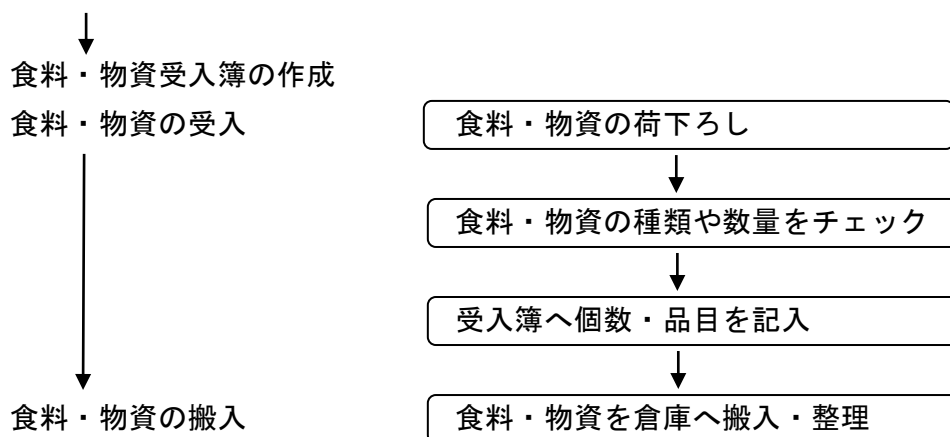 食料・物資受入簿の作成
食料・物資の受入
食料・物資の荷下ろし
食料・物資の種類や数量をチェック
受入簿へ個数・品目を記入
食料・物資の搬入
食料・物資を倉庫へ搬入・整理